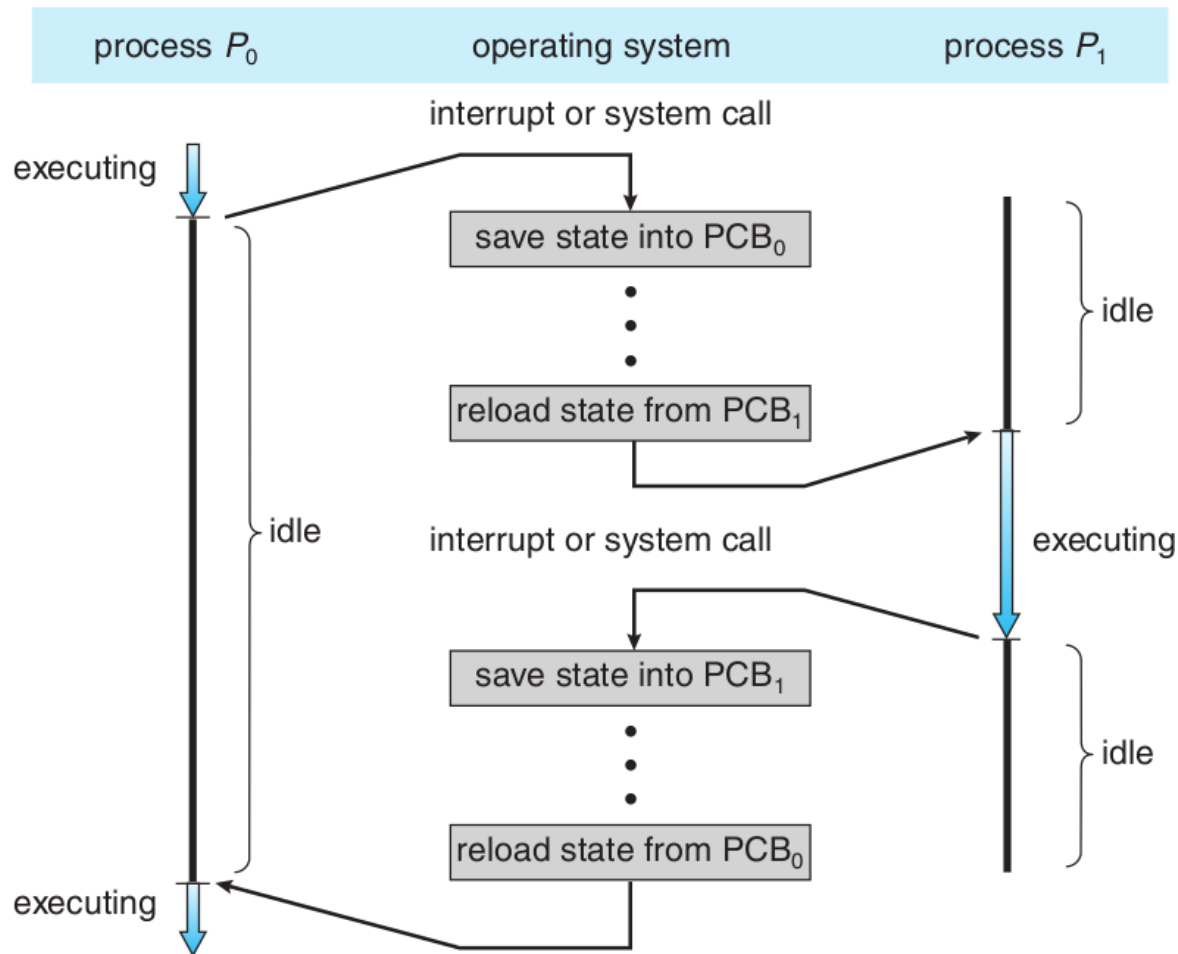 process P₀ operating system process P₁
interrupt or system call
executing
save state into PCB₀
idle
reload state from PCB₁
idle
interrupt or system call
executing
save state into PCB₁
idle
reload state from PCB₀
executing